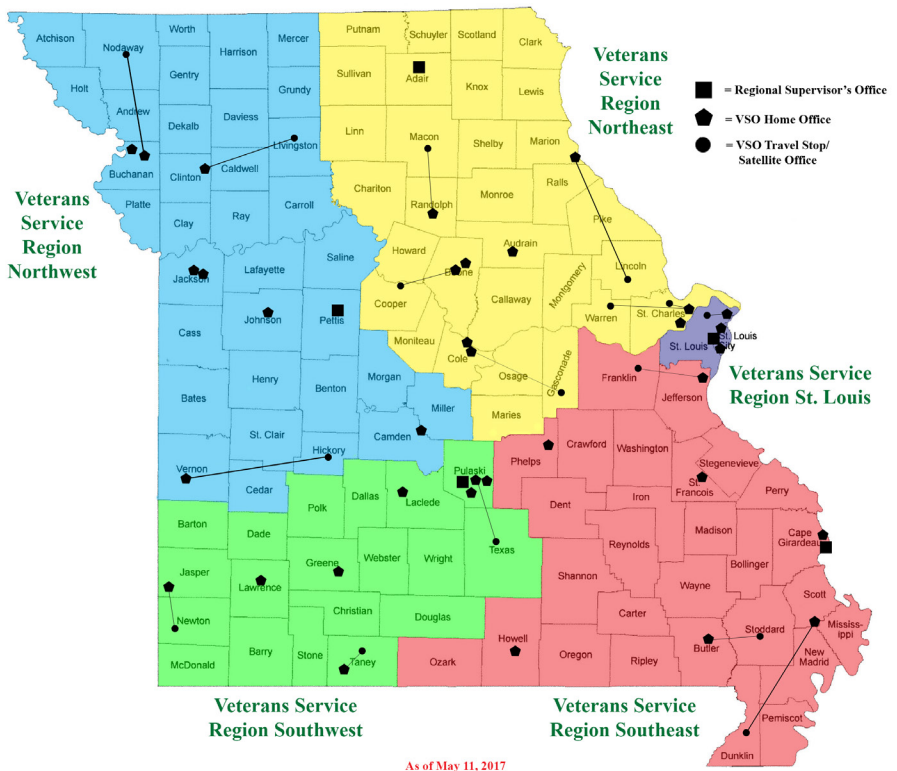 Veterans
Service
Region
Northeast
= Regional Supervisor's Office
= VSO Home Office
= VSO Travel Stop/
Satellite Office
Veterans
Service
Region
Northwest
Veterans Service
Region St. Louis
Veterans Service
Region Southwest
Veterans Service
Region Southeast
As of May 11, 2017
Atchison
Nodaway
Worth
Harrison
Mercer
Holt
Gentry
Grundy
Andrew
Dekalb
Daviess
Livingston
Buchanan
Clinton
Caldwell
Platte
Clay
Ray
Carroll
Jackson
Lafayette
Saline
Cass
Johnson
Pettis
Bates
Henry
Benton
Morgan
Miller
St. Clair
Camden
Vernon
Hickory
Cedar
Putnam
Schuyler
Scotland
Clark
Sullivan
Adair
Knox
Lewis
Linn
Macon
Shelby
Marion
Chariton
Randolph
Monroe
Ralls
Pike
Howard
Boone
Audrain
Lincoln
Cooper
Callaway
Montgomery
Warren
St. Charles
Moniteau
Cole
Osage
Gasconade
Maries
St. Louis
St. Louis
City
Franklin
Jefferson
Phelps
Crawford
Washington
Stegenevieve
St.
Francois
Perry
Dent
Iron
Madison
Cape
Girardeau
Reynolds
Bollinger
Shannon
Wayne
Scott
Carter
Stoddard
Mississ-
ippi
Howell
Butler
New
Madrid
Ozark
Oregon
Ripley
Pemiscot
Dunklin
Pulaski
Polk
Dallas
Laclede
Texas
Barton
Dade
Jasper
Lawrence
Greene
Webster
Wright
Newton
Christian
Douglas
McDonald
Barry
Stone
Taney